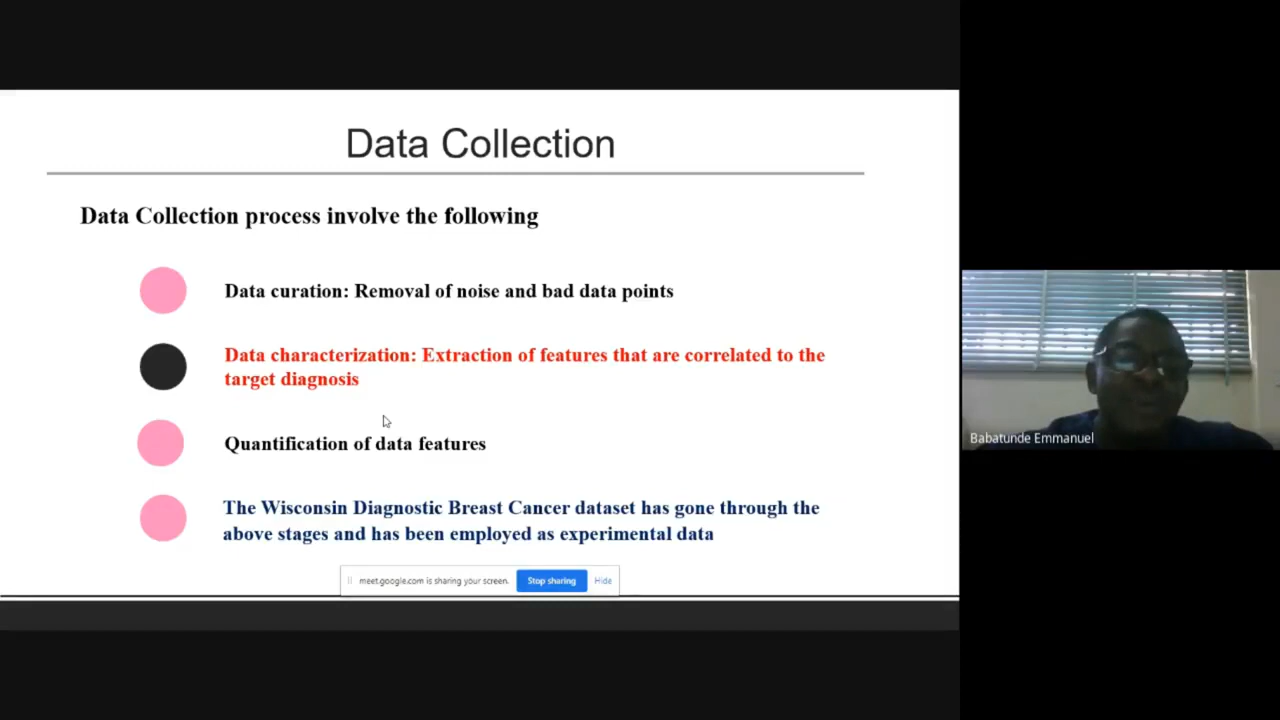 Data Collection
Data Collection process involve the following
Data curation: Removal of noise and bad data points
Data characterization: Extraction of features that are correlated to the
target diagnosis
Quantification of data features
The Wisconsin Diagnostic Breast Cancer dataset has gone through the
above stages and has been employed as experimental data
meet.google.com is sharing your screen. Stop sharing Hide
Babatunde Emmanuel